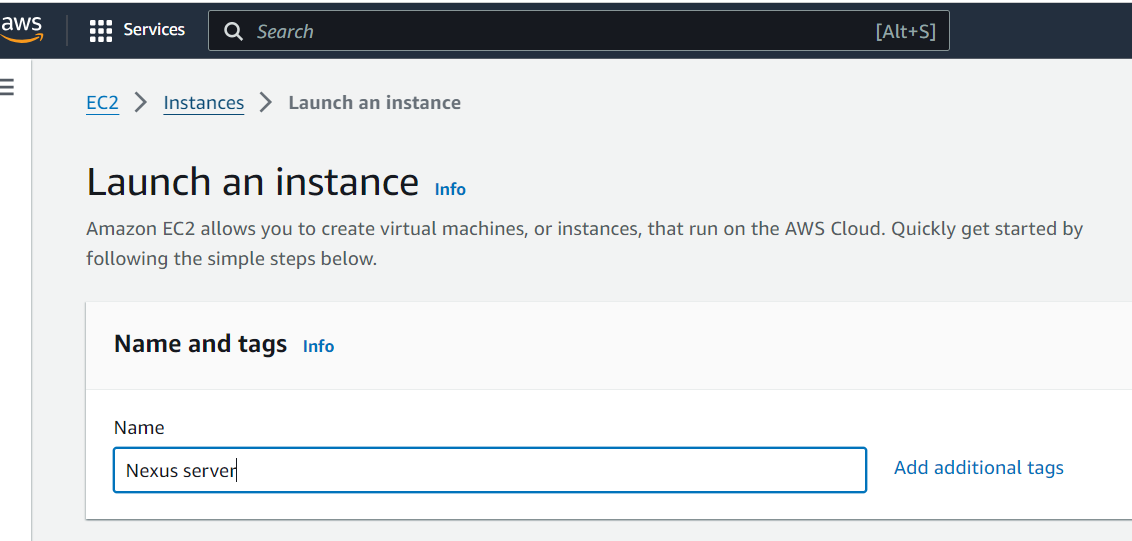 aws
Services
Search
[Alt+S]
EC2 > Instances > Launch an instance
Launch an instance Info
Amazon EC2 allows you to create virtual machines, or instances, that run on the AWS Cloud. Quickly get started by
following the simple steps below.
Name and tags Info
Name
Nexus server
Add additional tags